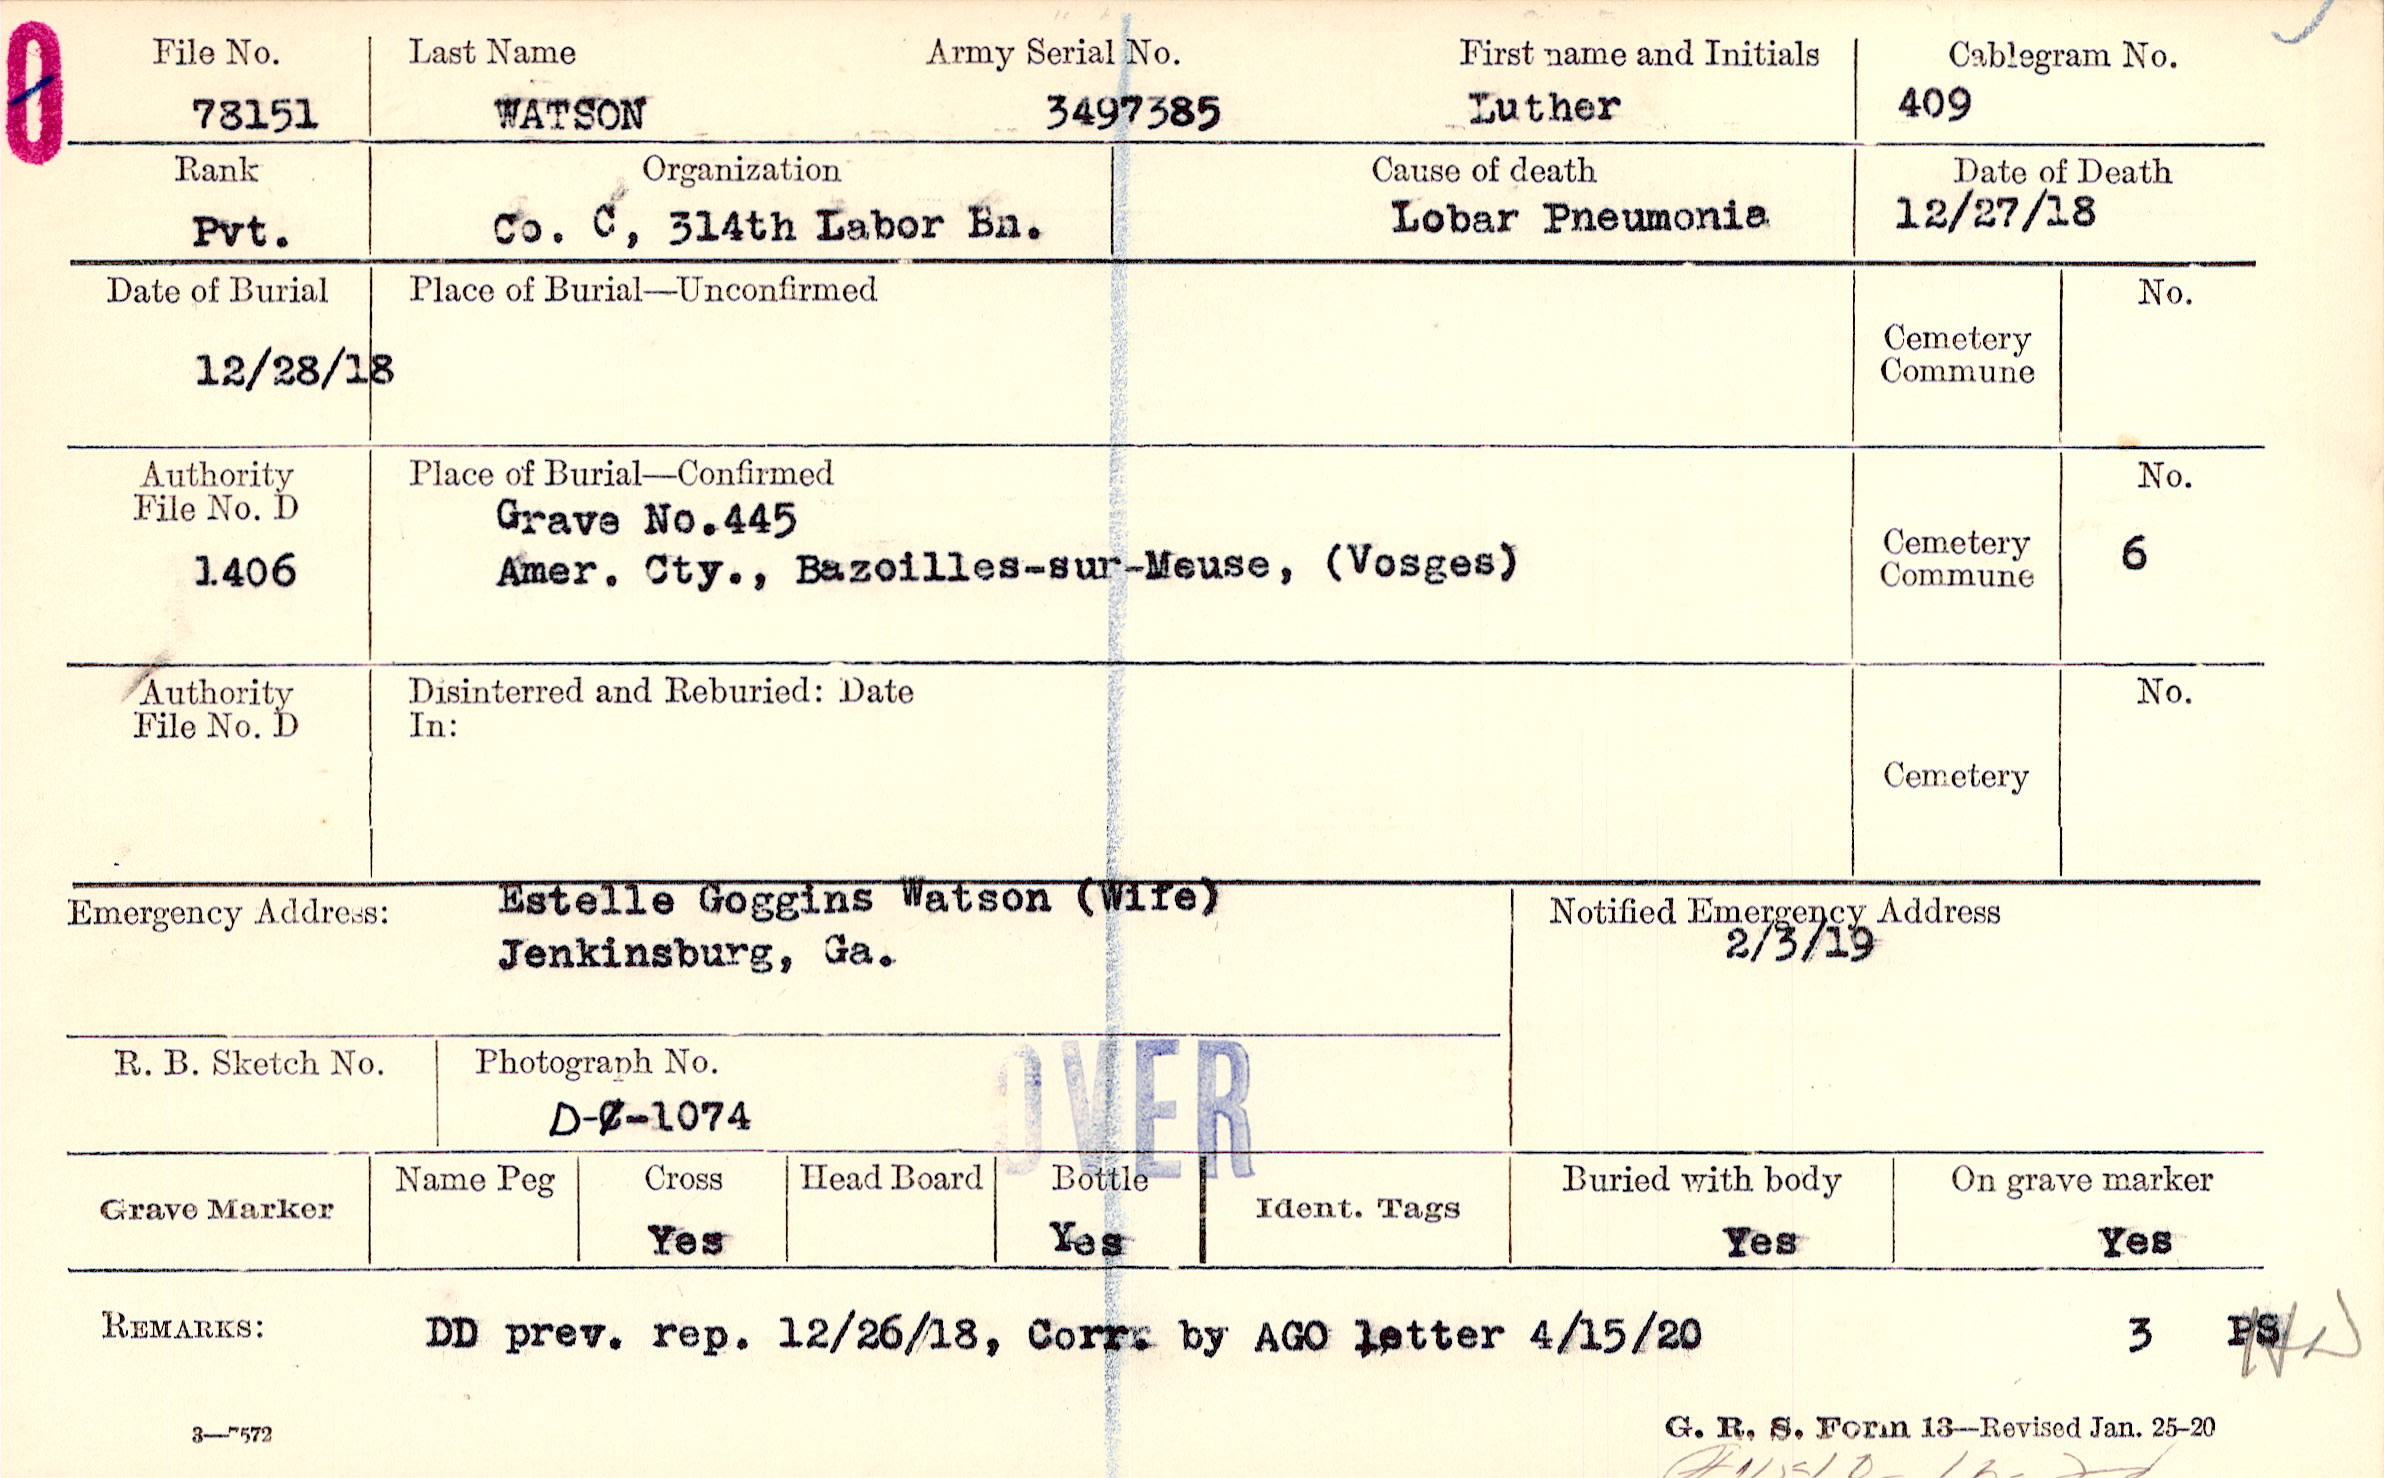 File No. Last Name Army Serial No. First name and Initials Cablegram No.
78151 WATSON 3497385 Luther 409
Rank Organization Cause of death Date of Death
Pvt. Co. C, 314th Labor Bn. Lobar Pneumonia 12/27/18
Date of Burial Place of Burial—Unconfirmed No.
12/28/18 Cemetery
Commune
Authority Place of Burial—Confirmed No.
File No. D Grave No.445
1406 Amer. Cty., Bazoilles-sur-Meuse, (Vosges) Cemetery 6
Commune
Authority Disinterred and Reburied: Date No.
File No. D In:
Cemetery
Emergency Address: Estelle Goggins Watson (Wife) Notified Emergency Address
Jenkinsburg, Ga. 2/3/19
R. B. Sketch No. Photograph No. OVER
D-Ø-1074
Grave Marker Name Peg Cross Head Board Bottle Ident. Tags Buried with body On grave marker
Yes Yes Yes Yes
REMARKS: DD prev. rep. 12/26/18, Corr. by AGO letter 4/15/20 3 PS
3—7572 G. R. S. Form 13—Revised Jan. 25-20